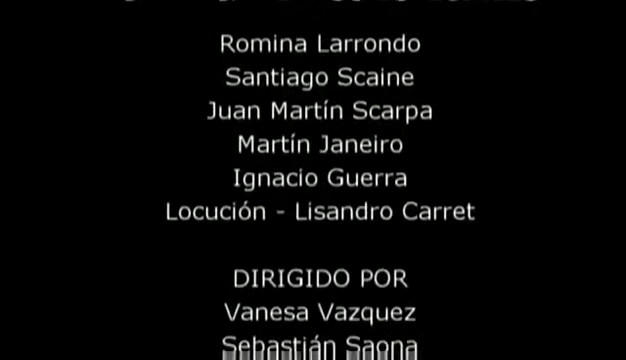 Romina Larrondo
Santiago Scaine
Juan Martín Scarpa
Martín Janeiro
Ignacio Guerra
Locución - Lisandro Carret
DIRIGIDO POR
Vanesa Vazquez
Sebastián Saona